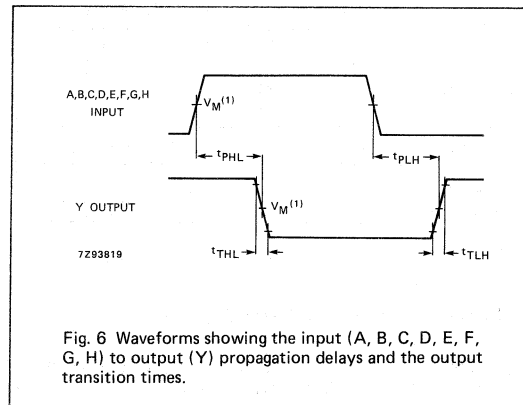 A,B,C,D,E,F,G,H
INPUT
VM(1)
tPHL
tPLH
Y OUTPUT
VM(1)
7Z93819
tTHL
tTLH
Fig. 6 Waveforms showing the input (A, B, C, D, E, F,
G, H) to output (Y) propagation delays and the output
transition times.